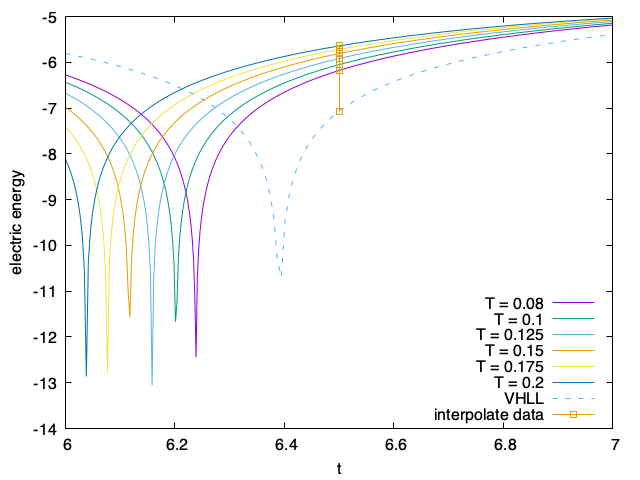 -5
-6
-7
-8
-9
-10
-11
-12
-13
-14
electric energy
T = 0.08
T = 0.1
T = 0.125
T = 0.15
T = 0.175
T = 0.2
VHLL
interpolate data
6 6.2 6.4 6.6 6.8 7
t